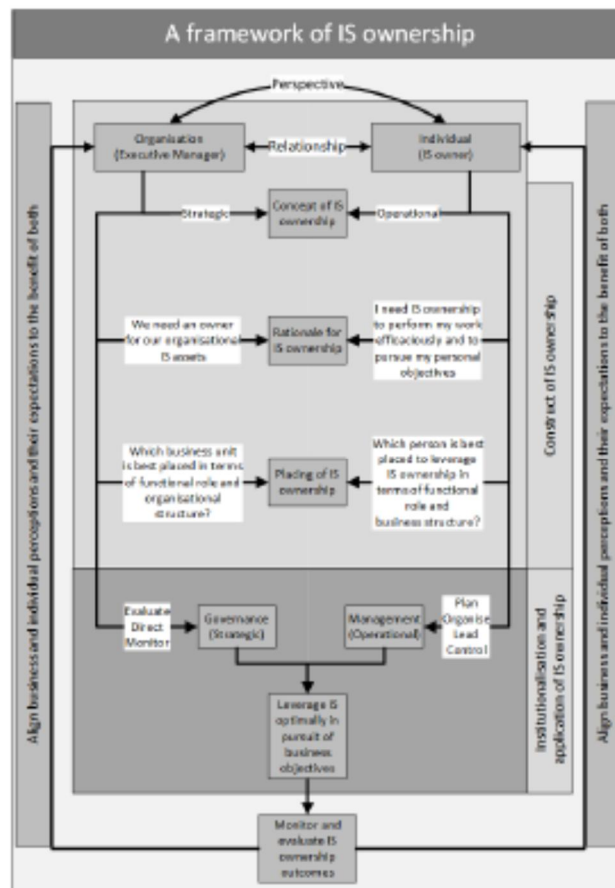 A framework of IS ownership
Perspective
Organisation
(Executive Manager)
Relationship
Individual
(IS owner)
Strategic
Concept of IS
ownership
Operational
We need an owner
for our organisational
IS assets
Rationale for
IS ownership
I need IS ownership
to perform my work
efficaciously and to
pursue my personal
objectives
Which business unit
is best placed in terms
of functional role and
organisational
structure?
Placing of IS
ownership
Which person is best
placed to leverage
IS ownership in
terms of functional
role and
business structure?
Evaluate
Direct
Monitor
Governance
(Strategic)
Management
(Operational)
Plan
Organise
Lead
Control
Leverage IS
optimally in
pursuit of
business
objectives
Monitor and
evaluate IS
ownership
outcomes
Align business and individual perceptions and their expectations to the benefit of both
Construct of IS ownership
Institutionalisation and
application of IS ownership
Align business and individual perceptions and their expectations to the benefit of both